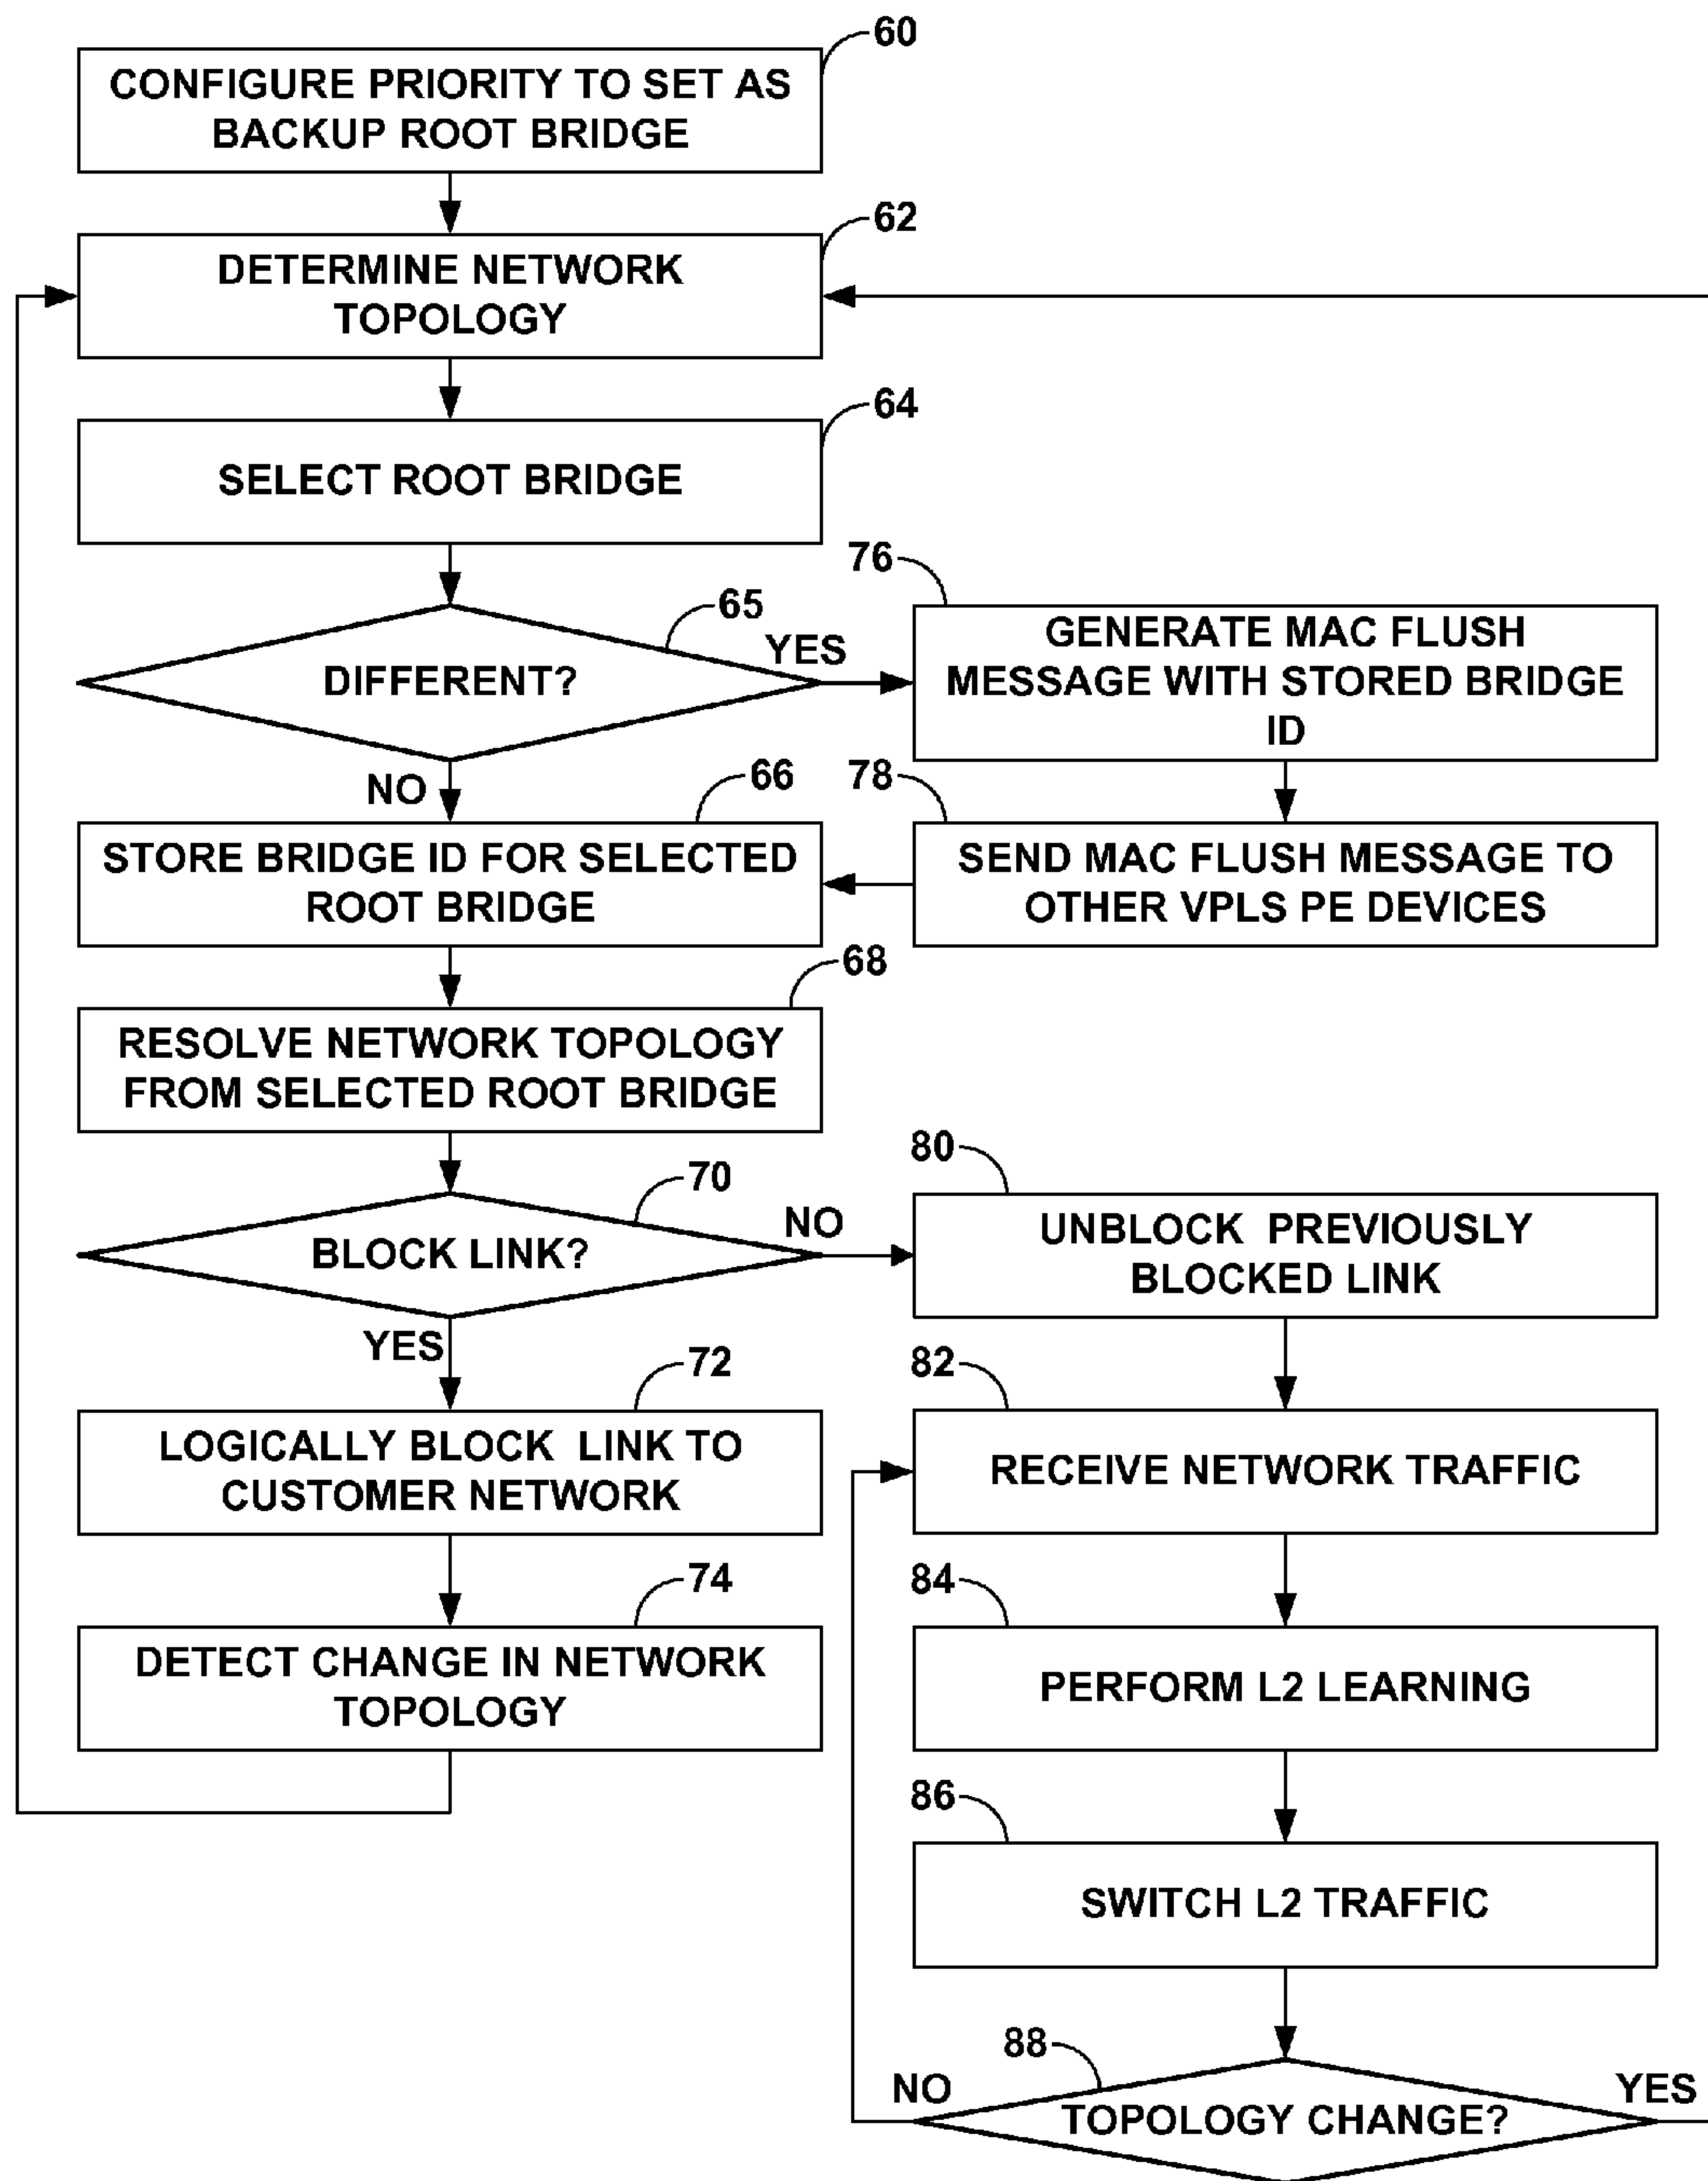 60
CONFIGURE PRIORITY TO SET AS
BACKUP ROOT BRIDGE
62
DETERMINE NETWORK
TOPOLOGY
64
SELECT ROOT BRIDGE
65
DIFFERENT?
YES
NO
76
GENERATE MAC FLUSH
MESSAGE WITH STORED BRIDGE
ID
66
STORE BRIDGE ID FOR SELECTED
ROOT BRIDGE
78
SEND MAC FLUSH MESSAGE TO
OTHER VPLS PE DEVICES
68
RESOLVE NETWORK TOPOLOGY
FROM SELECTED ROOT BRIDGE
70
BLOCK LINK?
NO
YES
80
UNBLOCK PREVIOUSLY
BLOCKED LINK
72
LOGICALLY BLOCK LINK TO
CUSTOMER NETWORK
82
RECEIVE NETWORK TRAFFIC
74
DETECT CHANGE IN NETWORK
TOPOLOGY
84
PERFORM L2 LEARNING
86
SWITCH L2 TRAFFIC
88
NO
TOPOLOGY CHANGE?
YES